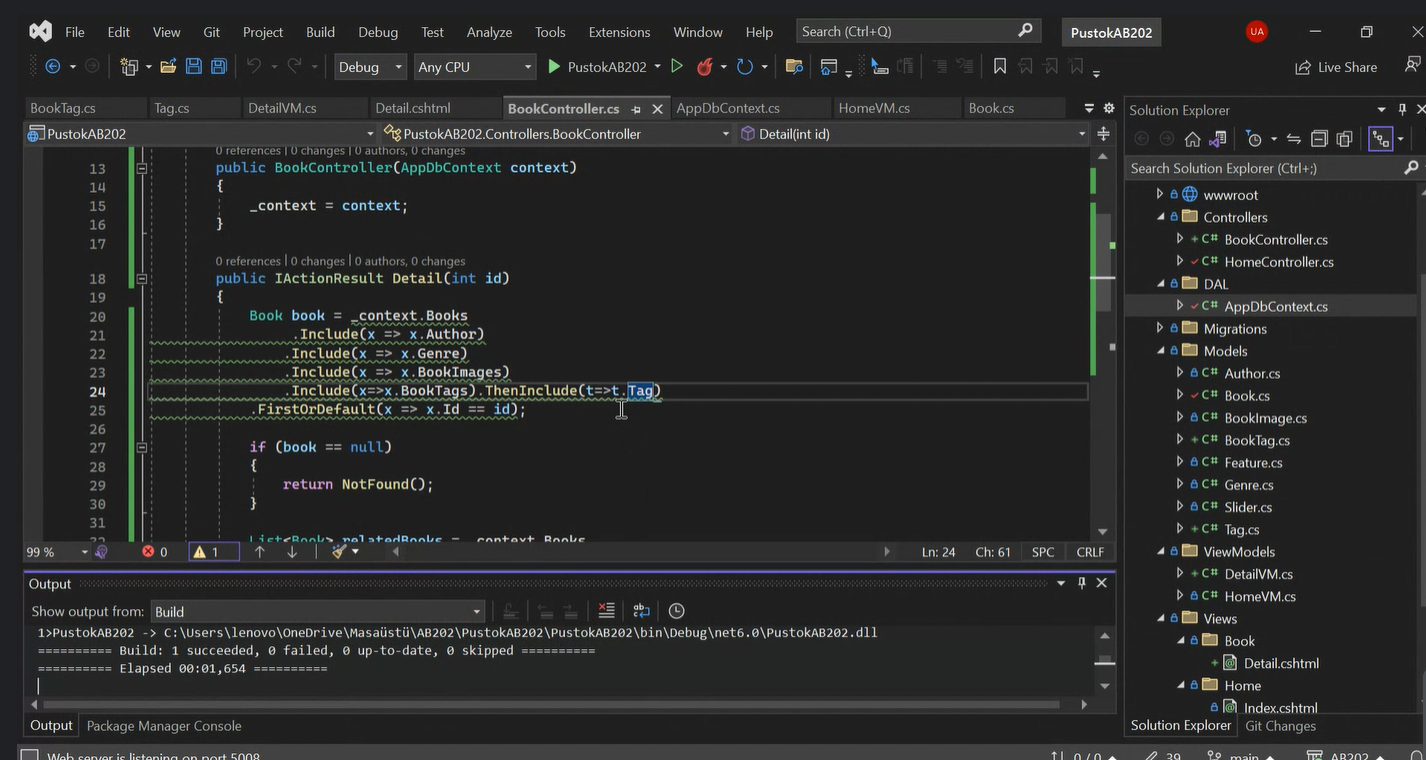 File Edit View Git Project Build Debug Test Analyze Tools Extensions Window Help Search (Ctrl+Q) PustokAB202 UA
Debug Any CPU PustokAB202 Live Share
BookTag.cs Tag.cs DetailVM.cs Detail.cshtml BookController.cs AppDbContext.cs HomeVM.cs Book.cs
PustokAB202 PustokAB202.Controllers.BookController Detail(int id)
0 references | 0 changes | 0 authors, 0 changes
13 public BookController(AppDbContext context)
14 {
15 _context = context;
16 }
17
0 references | 0 changes | 0 authors, 0 changes
18 public IActionResult Detail(int id)
19 {
20 Book book = _context.Books
21 .Include(x => x.Author)
22 .Include(x => x.Genre)
23 .Include(x => x.BookImages)
24 .Include(x=>x.BookTags).ThenInclude(t=>t.Tag)
25 .FirstOrDefault(x => x.Id == id);
26
27 if (book == null)
28 {
29 return NotFound();
30 }
31
32 List<Book> relatedBooks = _context.Books
99 % 0 1 Ln: 24 Ch: 61 SPC CRLF
Output
Show output from: Build
1>PustokAB202 -> C:\Users\lenovo\OneDrive\Masaüstü\AB202\PustokAB202\PustokAB202\bin\Debug\net6.0\PustokAB202.dll
========== Build: 1 succeeded, 0 failed, 0 up-to-date, 0 skipped ==========
========== Elapsed 00:01,654 ==========
Output Package Manager Console
Solution Explorer
Search Solution Explorer (Ctrl+;)
wwwroot
Controllers
C# BookController.cs
C# HomeController.cs
DAL
C# AppDbContext.cs
Migrations
Models
C# Author.cs
C# Book.cs
C# BookImage.cs
C# BookTag.cs
C# Feature.cs
C# Genre.cs
C# Slider.cs
C# Tag.cs
ViewModels
C# DetailVM.cs
C# HomeVM.cs
Views
Book
Detail.cshtml
Home
Index.cshtml
Solution Explorer Git Changes
Web server is listening on port 5008 0 / 0 39 main AB202